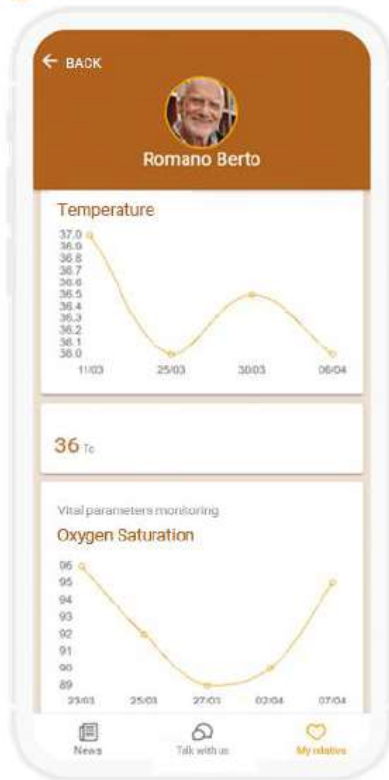 BACK
Romano Berto
Temperature
37.0
36.9
36.8
36.7
36.6
36.5
36.4
36.3
36.2
36.1
36.0
11/03 25/03 30/03 06/04
36 Tc
Vital parameters monitoring
Oxygen Saturation
96
95
94
93
92
91
90
89
23/03 25/03 27/03 02/04 07/04
News Talk with us My relative